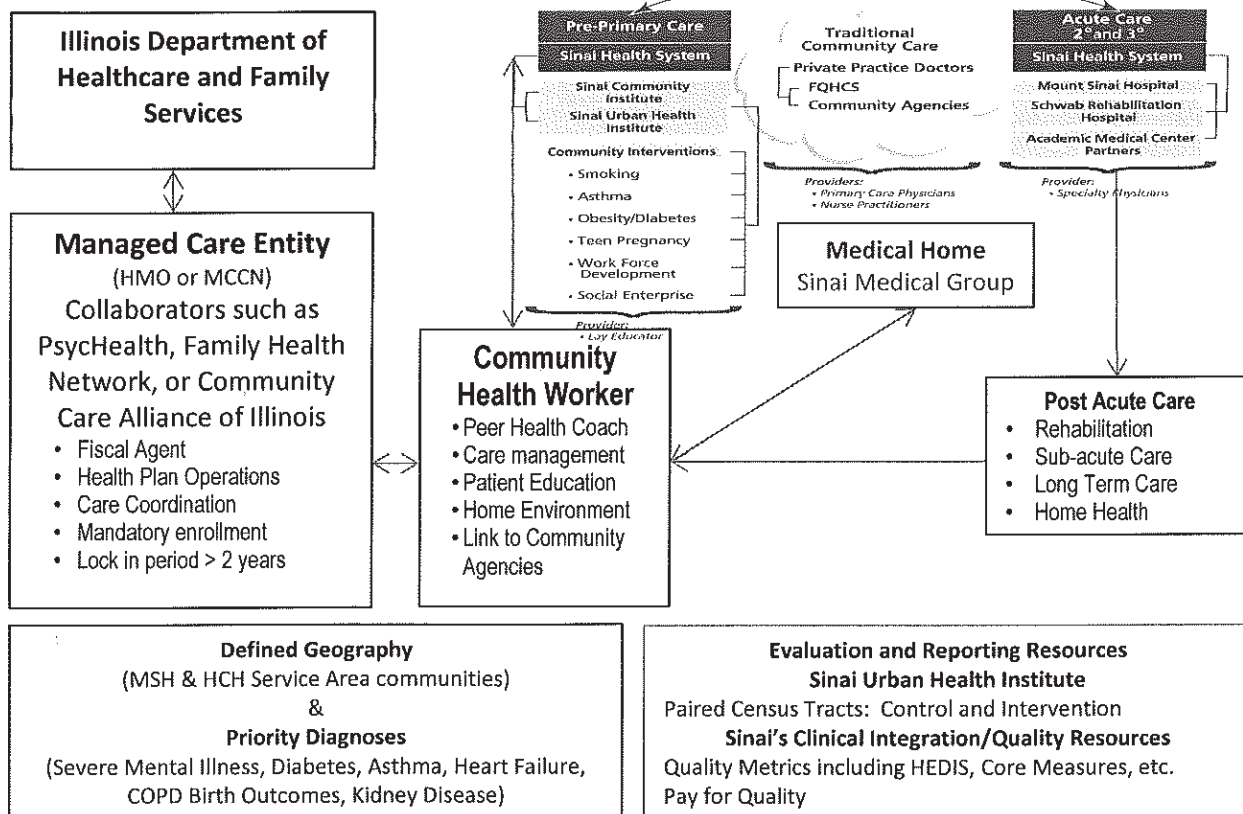 Illinois Department of
Healthcare and Family
Services
Managed Care Entity
(HMO or MCCN)
Collaborators such as
PsycHealth, Family Health
Network, or Community
Care Alliance of Illinois
• Fiscal Agent
• Health Plan Operations
• Care Coordination
• Mandatory enrollment
• Lock in period > 2 years
Pre-Primary Care
Sinai Health System
Sinai Community
Institute
Sinai Urban Health
Institute
Community Interventions
• Smoking
• Asthma
• Obesity/Diabetes
• Teen Pregnancy
• Work Force
Development
• Social Enterprise
Provider:
• Lay Educator
Community
Health Worker
• Peer Health Coach
• Care management
• Patient Education
• Home Environment
• Link to Community
Agencies
Traditional
Community Care
Private Practice Doctors
FQHCS
Community Agencies
Providers:
• Primary Care Physicians
• Nurse Practitioners
Medical Home
Sinai Medical Group
Acute Care
2° and 3°
Sinai Health System
Mount Sinai Hospital
Schwab Rehabilitation
Hospital
Academic Medical Center
Partners
Provider:
• Specialty Physicians
Post Acute Care
• Rehabilitation
• Sub-acute Care
• Long Term Care
• Home Health
Defined Geography
(MSH & HCH Service Area communities)
&
Priority Diagnoses
(Severe Mental Illness, Diabetes, Asthma, Heart Failure,
COPD Birth Outcomes, Kidney Disease)
Evaluation and Reporting Resources
Sinai Urban Health Institute
Paired Census Tracts: Control and Intervention
Sinai's Clinical Integration/Quality Resources
Quality Metrics including HEDIS, Core Measures, etc.
Pay for Quality